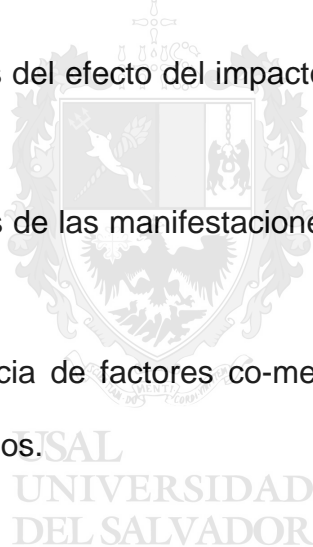 s del efecto del impacto
s de las manifestacione
cia de factores co-me
os.
USAL
UNIVERSIDAD
DEL SALVADOR